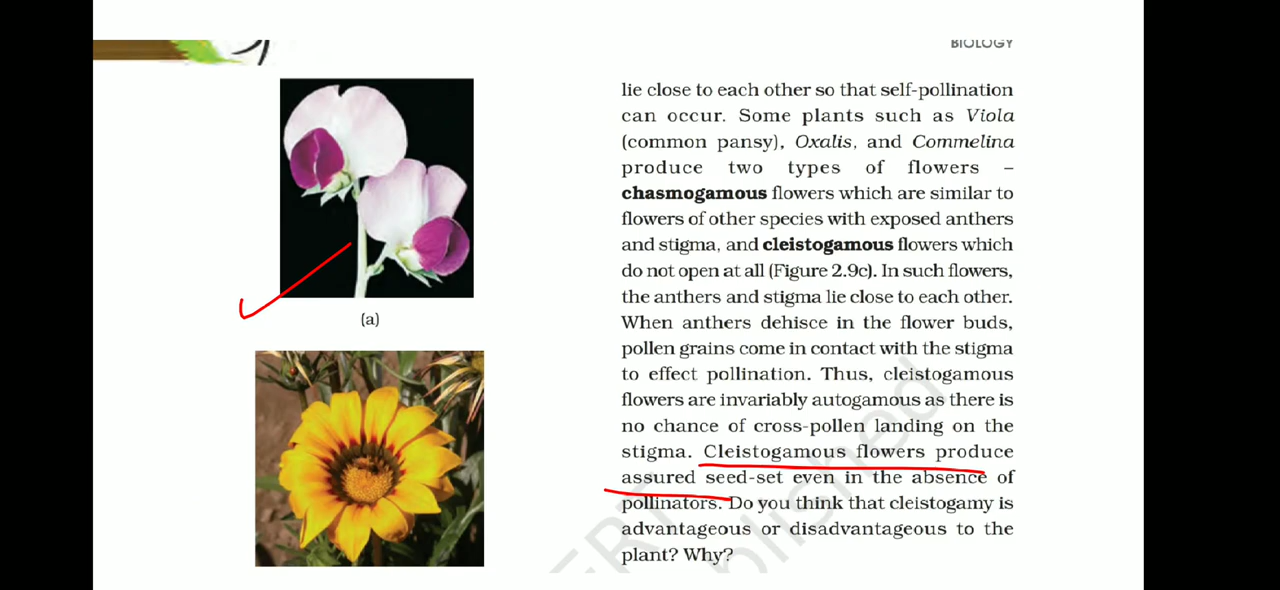 BIOLOGY
lie close to each other so that self-pollination
can occur. Some plants such as Viola
(common pansy), Oxalis, and Commelina
produce two types of flowers –
chasmogamous flowers which are similar to
flowers of other species with exposed anthers
and stigma, and cleistogamous flowers which
do not open at all (Figure 2.9c). In such flowers,
the anthers and stigma lie close to each other.
When anthers dehisce in the flower buds,
pollen grains come in contact with the stigma
to effect pollination. Thus, cleistogamous
flowers are invariably autogamous as there is
no chance of cross-pollen landing on the
stigma. Cleistogamous flowers produce
assured seed-set even in the absence of
pollinators. Do you think that cleistogamy is
advantageous or disadvantageous to the
plant? Why?
(a)